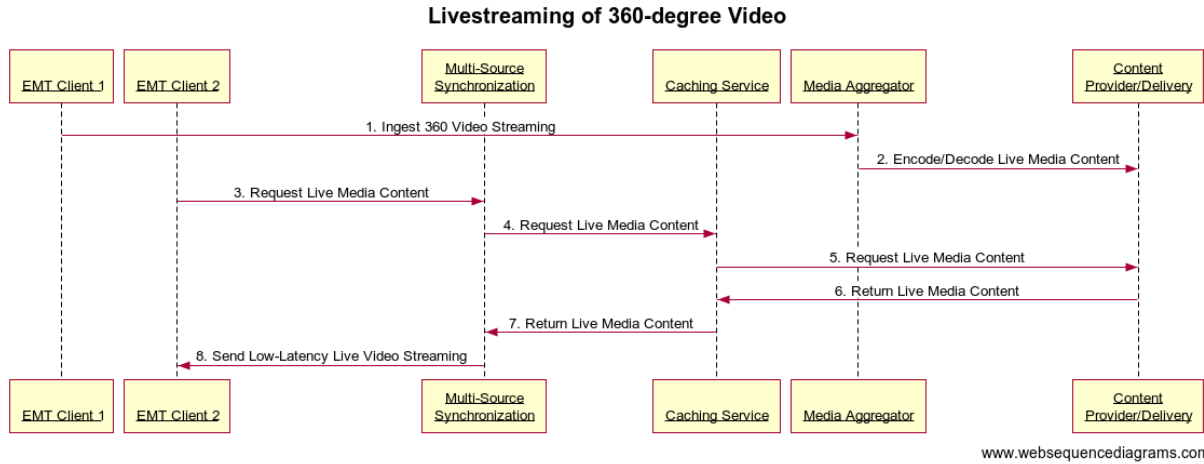 Livestreaming of 360-degree Video
EMT Client 1
EMT Client 2
Multi-Source
Synchronization
Caching Service
Media Aggregator
Content
Provider/Delivery
1. Ingest 360 Video Streaming
2. Encode/Decode Live Media Content
3. Request Live Media Content
4. Request Live Media Content
5. Request Live Media Content
6. Return Live Media Content
7. Return Live Media Content
8. Send Low-Latency Live Video Streaming
EMT Client 1
EMT Client 2
Multi-Source
Synchronization
Caching Service
Media Aggregator
Content
Provider/Delivery
www.websequencediagrams.com